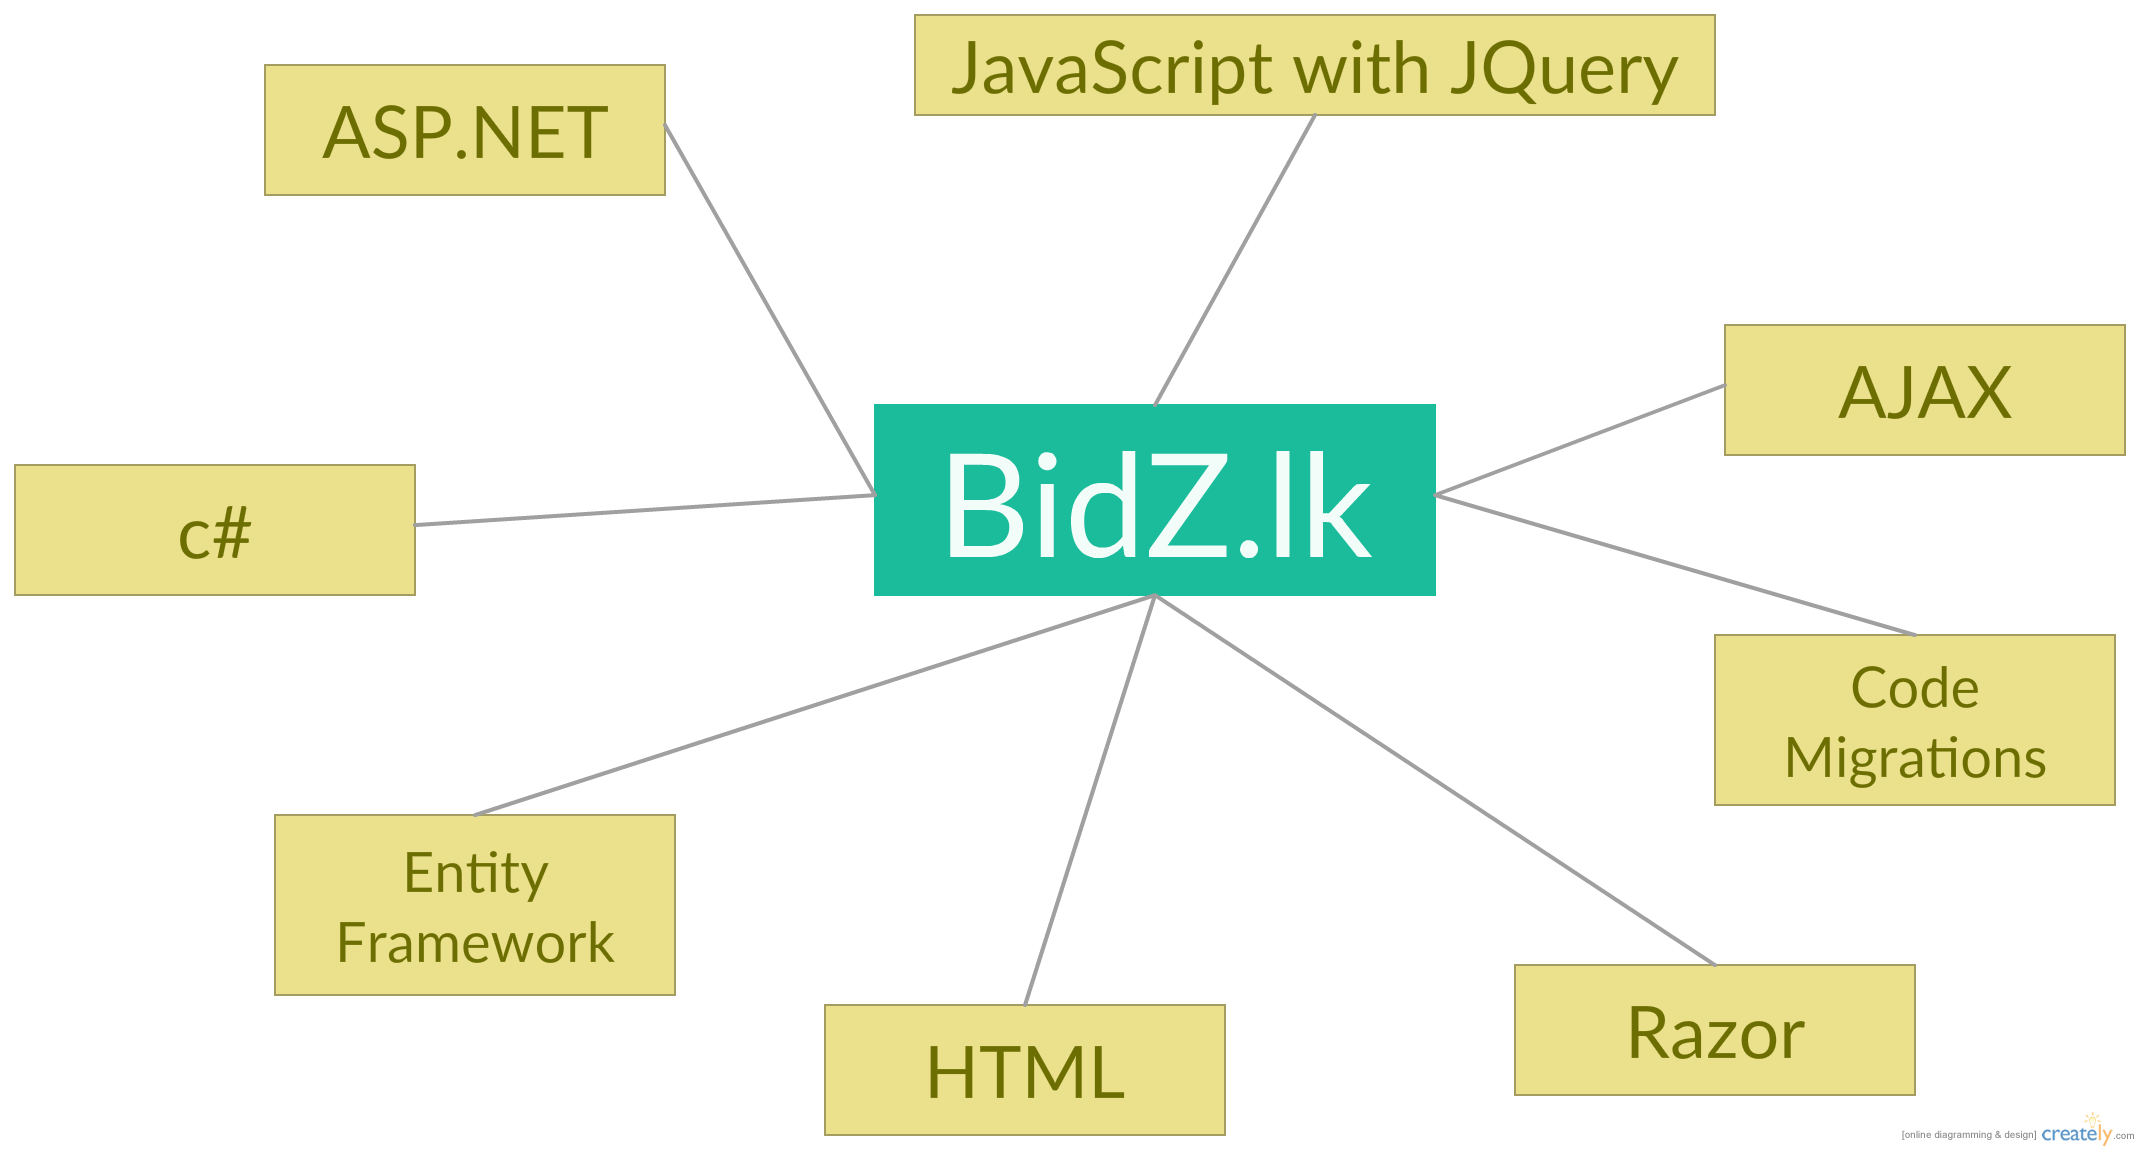 JavaScript with JQuery
ASP.NET
AJAX
BidZ.lk
c#
Code
Migrations
Entity
Framework
Razor
HTML
[online diagramming & design] creately.com